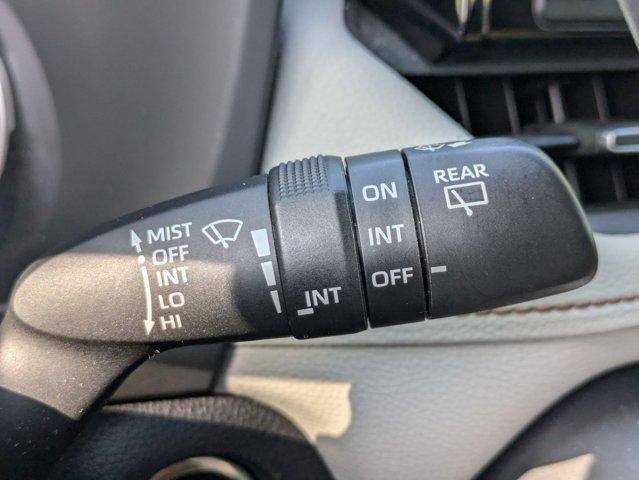 MIST
OFF
INT
LO
HI
INT
ON
INT
OFF
REAR